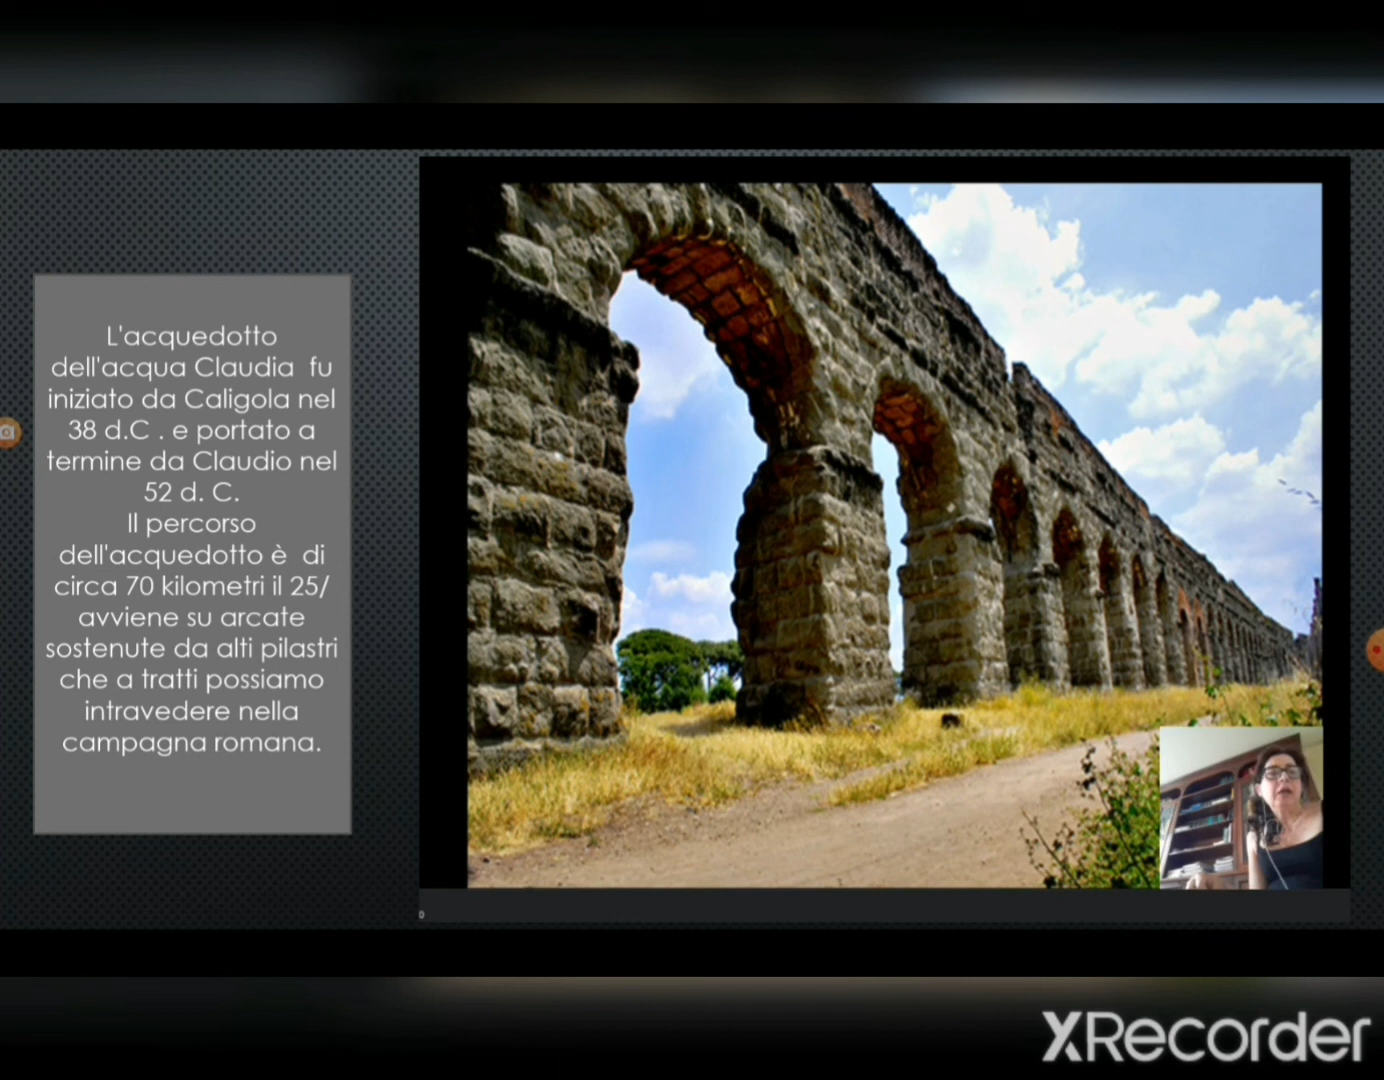 L'acquedotto
dell'acqua Claudia  fu
iniziato da Caligola nel
38 d.C . e portato a
termine da Claudio nel
52 d. C.
Il percorso
dell'acquedotto è  di
circa 70 kilometri il 25/
avviene su arcate
sostenute da alti pilastri
che a tratti possiamo
intravedere nella
campagna romana.
0
XRecorder